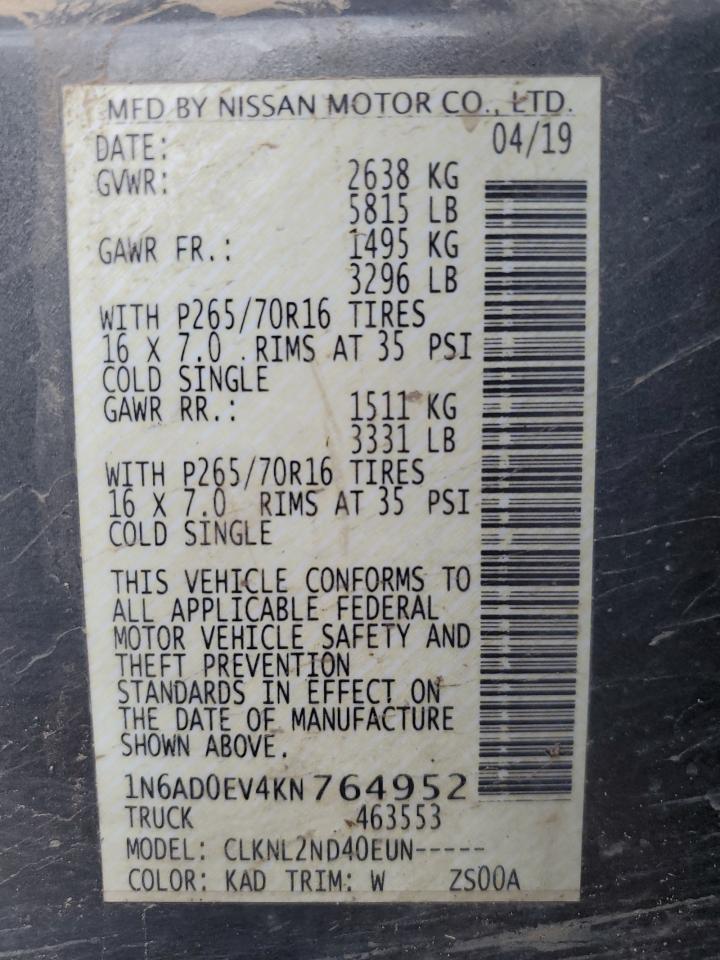 MFD BY NISSAN MOTOR CO., LTD.
DATE: 04/19
GVWR: 2638 KG
5815 LB
GAWR FR.: 1495 KG
3296 LB
WITH P265/70R16 TIRES
16 X 7.0 RIMS AT 35 PSI
COLD SINGLE
GAWR RR.: 1511 KG
3331 LB
WITH P265/70R16 TIRES
16 X 7.0 RIMS AT 35 PSI
COLD SINGLE
THIS VEHICLE CONFORMS TO
ALL APPLICABLE FEDERAL
MOTOR VEHICLE SAFETY AND
THEFT PREVENTION
STANDARDS IN EFFECT ON
THE DATE OF MANUFACTURE
SHOWN ABOVE.
1N6AD0EV4KN764952
TRUCK 463553
MODEL: CLKNL2ND40EUN-----
COLOR: KAD TRIM: W ZS00A